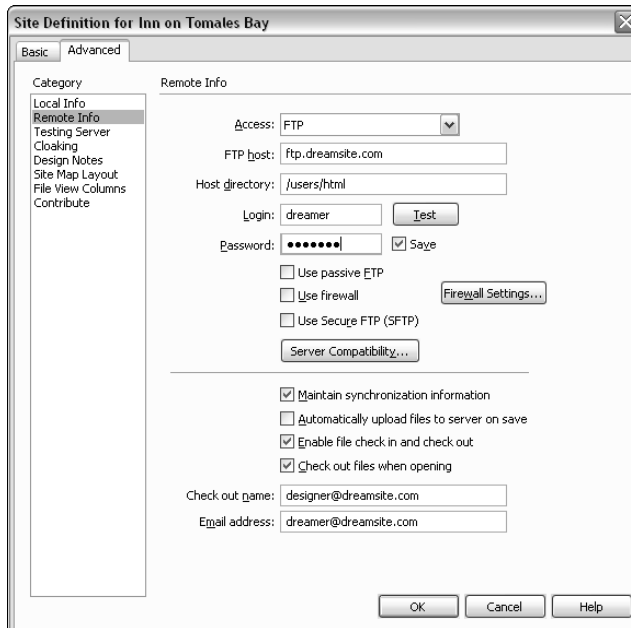 Site Definition for Inn on Tomales Bay
Basic
Advanced
Category
Local Info
Remote Info
Testing Server
Cloaking
Design Notes
Site Map Layout
File View Columns
Contribute
Remote Info
Access: FTP
FTP host: ftp.dreamsite.com
Host directory: /users/html
Login: dreamer Test
Password: ●●●●●●● Save
Use passive FTP
Use firewall Firewall Settings...
Use Secure FTP (SFTP)
Server Compatibility...
Maintain synchronization information
Automatically upload files to server on save
Enable file check in and check out
Check out files when opening
Check out name: designer@dreamsite.com
Email address: dreamer@dreamsite.com
OK Cancel Help